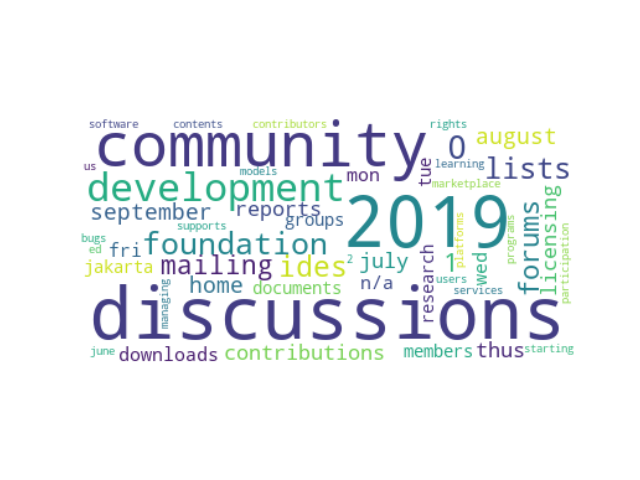 software contents contributors rights
community 0 august
us models mon tue learning lists
development marketplace
september reports groups 2019
supports
bugs ed fri foundation forums licensing
jakarta mailing ides 2 july 1 wed platforms programs participation
managing home documents n/a research users services
discussions
june downloads contributions members thus starting